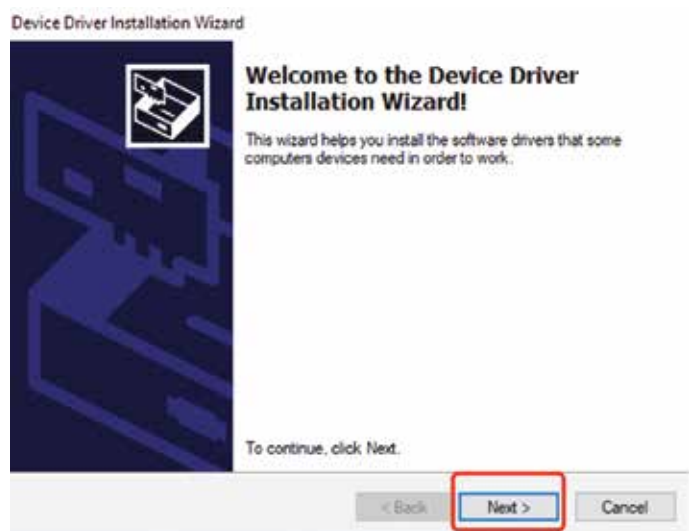 Device Driver Installation Wizard
Welcome to the Device Driver
Installation Wizard!
This wizard helps you install the software drivers that some
computers devices need in order to work.
To continue, click Next.
< Back
Next >
Cancel